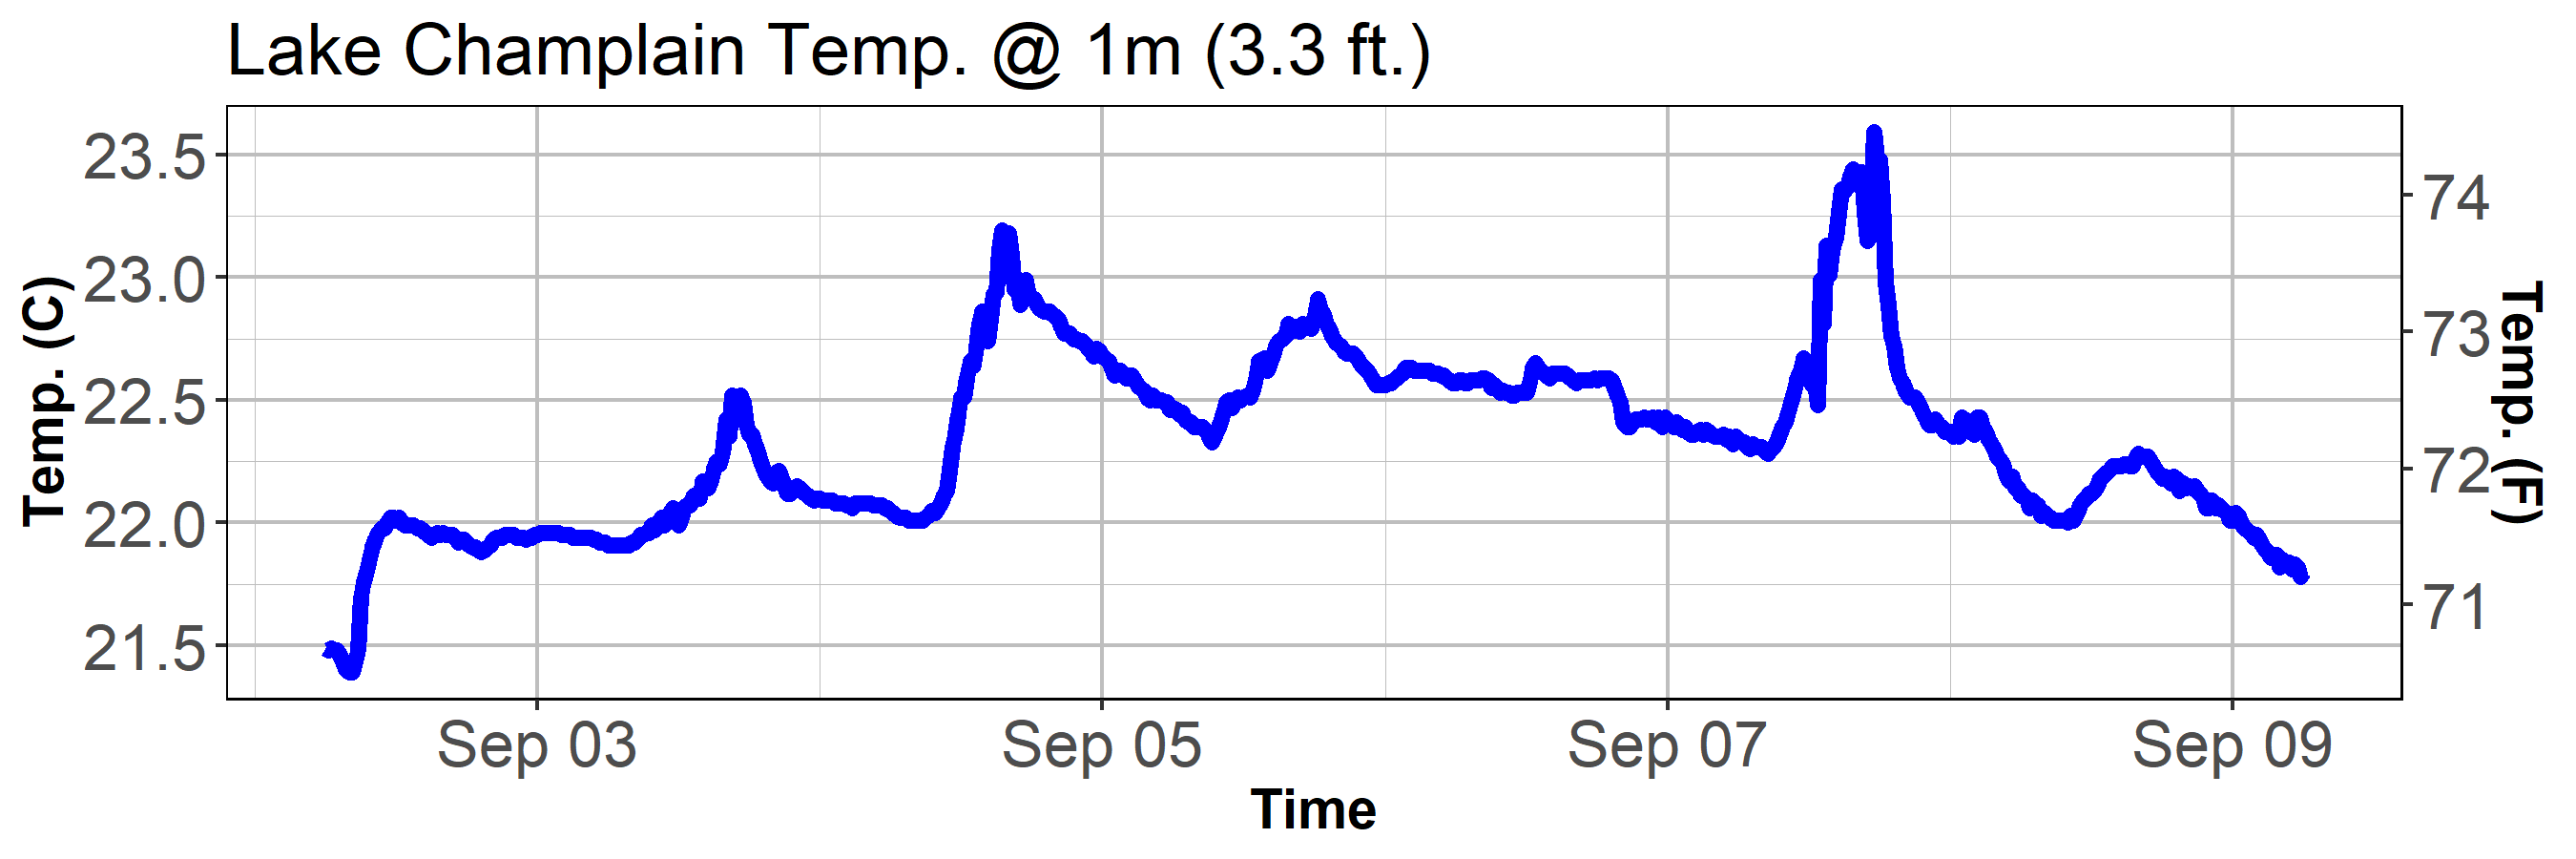 Lake Champlain Temp. @ 1m (3.3 ft.)
Temp. (C)
23.5
23.0
22.5
22.0
21.5
74
73
72
71
Temp. (F)
Sep 03 Sep 05 Sep 07 Sep 09
Time